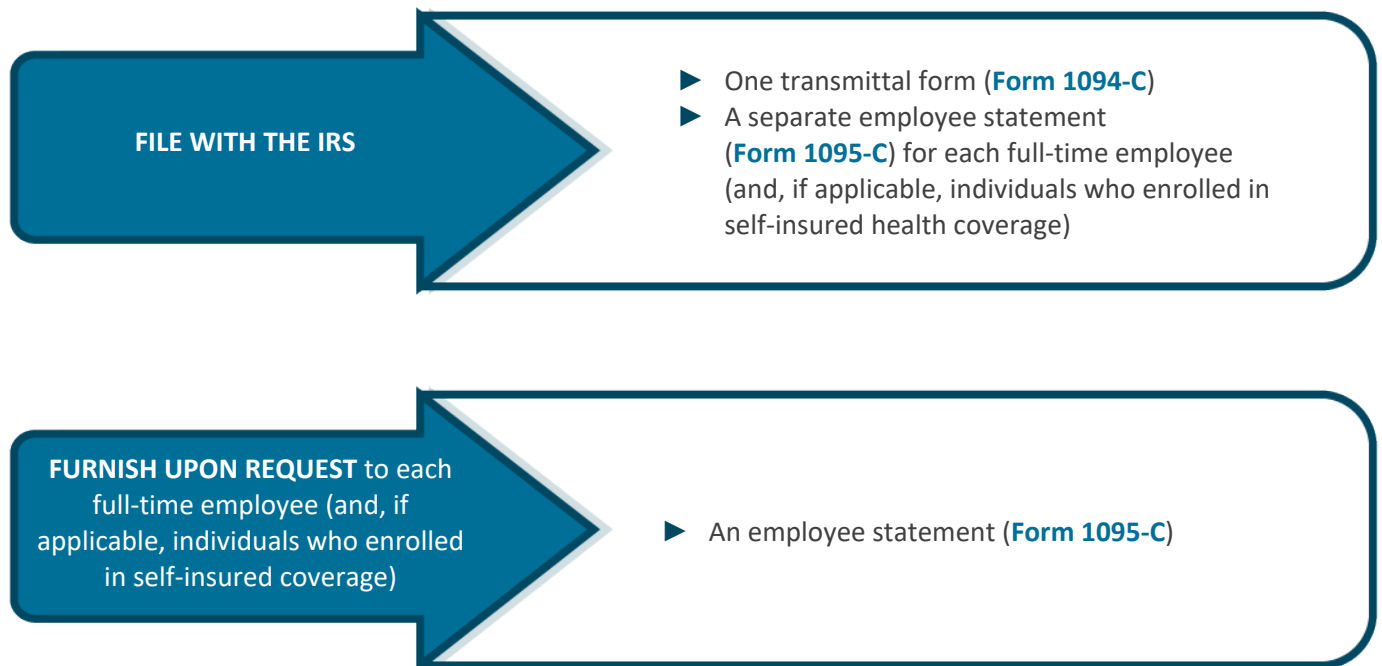 FILE WITH THE IRS
► One transmittal form (Form 1094-C)
► A separate employee statement
(Form 1095-C) for each full-time employee
(and, if applicable, individuals who enrolled in
self-insured health coverage)
FURNISH UPON REQUEST to each
full-time employee (and, if
applicable, individuals who enrolled
in self-insured coverage)
► An employee statement (Form 1095-C)